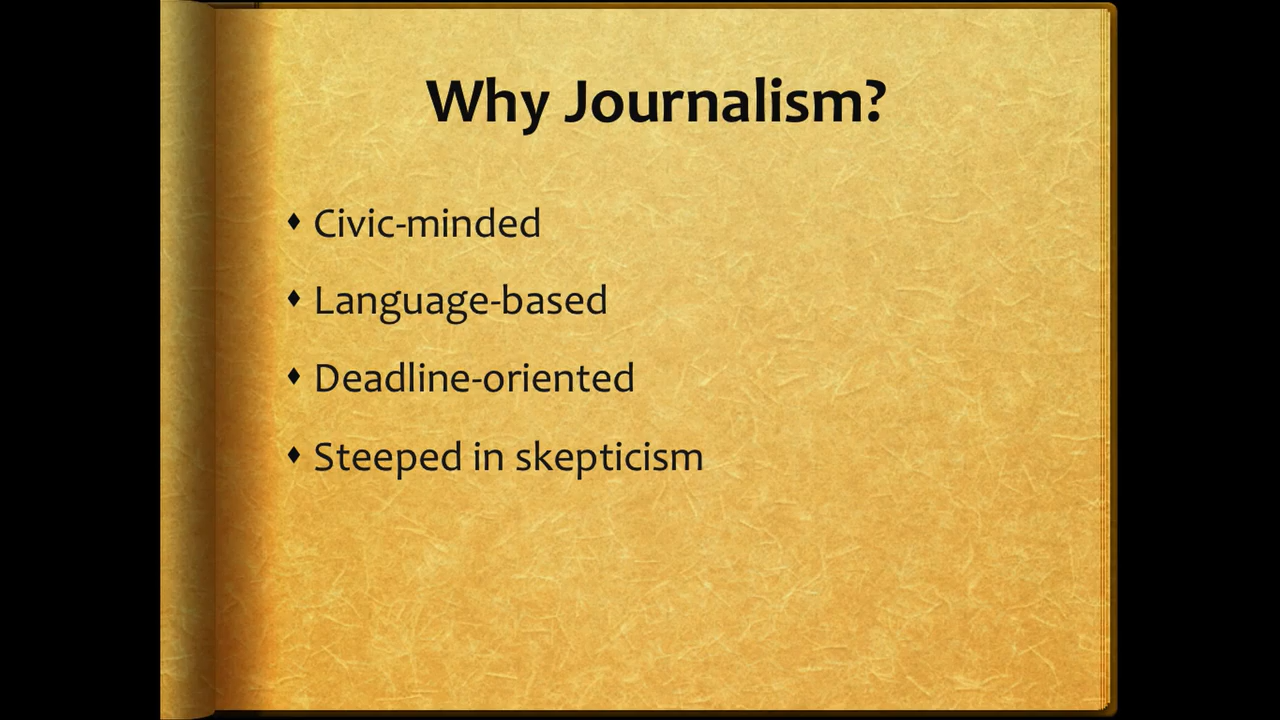 Why Journalism?
♦ Civic-minded
♦ Language-based
♦ Deadline-oriented
♦ Steeped in skepticism